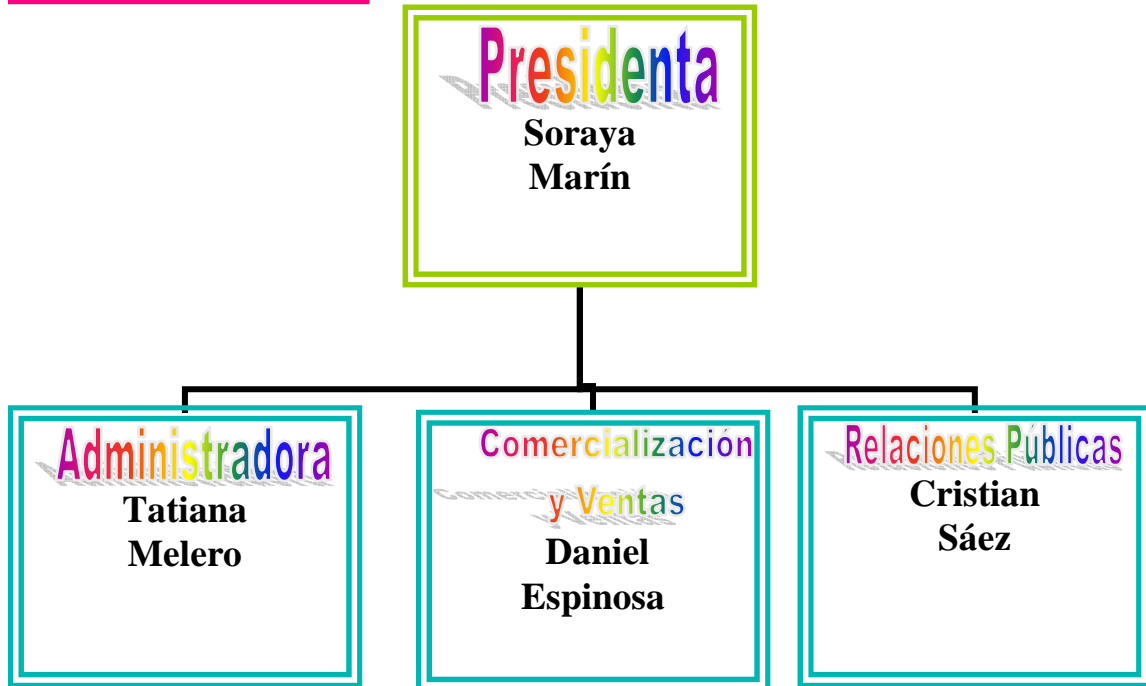 Presidenta
Soraya
Marín
Administradora
Tatiana
Melero
Comercialización
y Ventas
Daniel
Espinosa
Relaciones Públicas
Cristian
Sáez